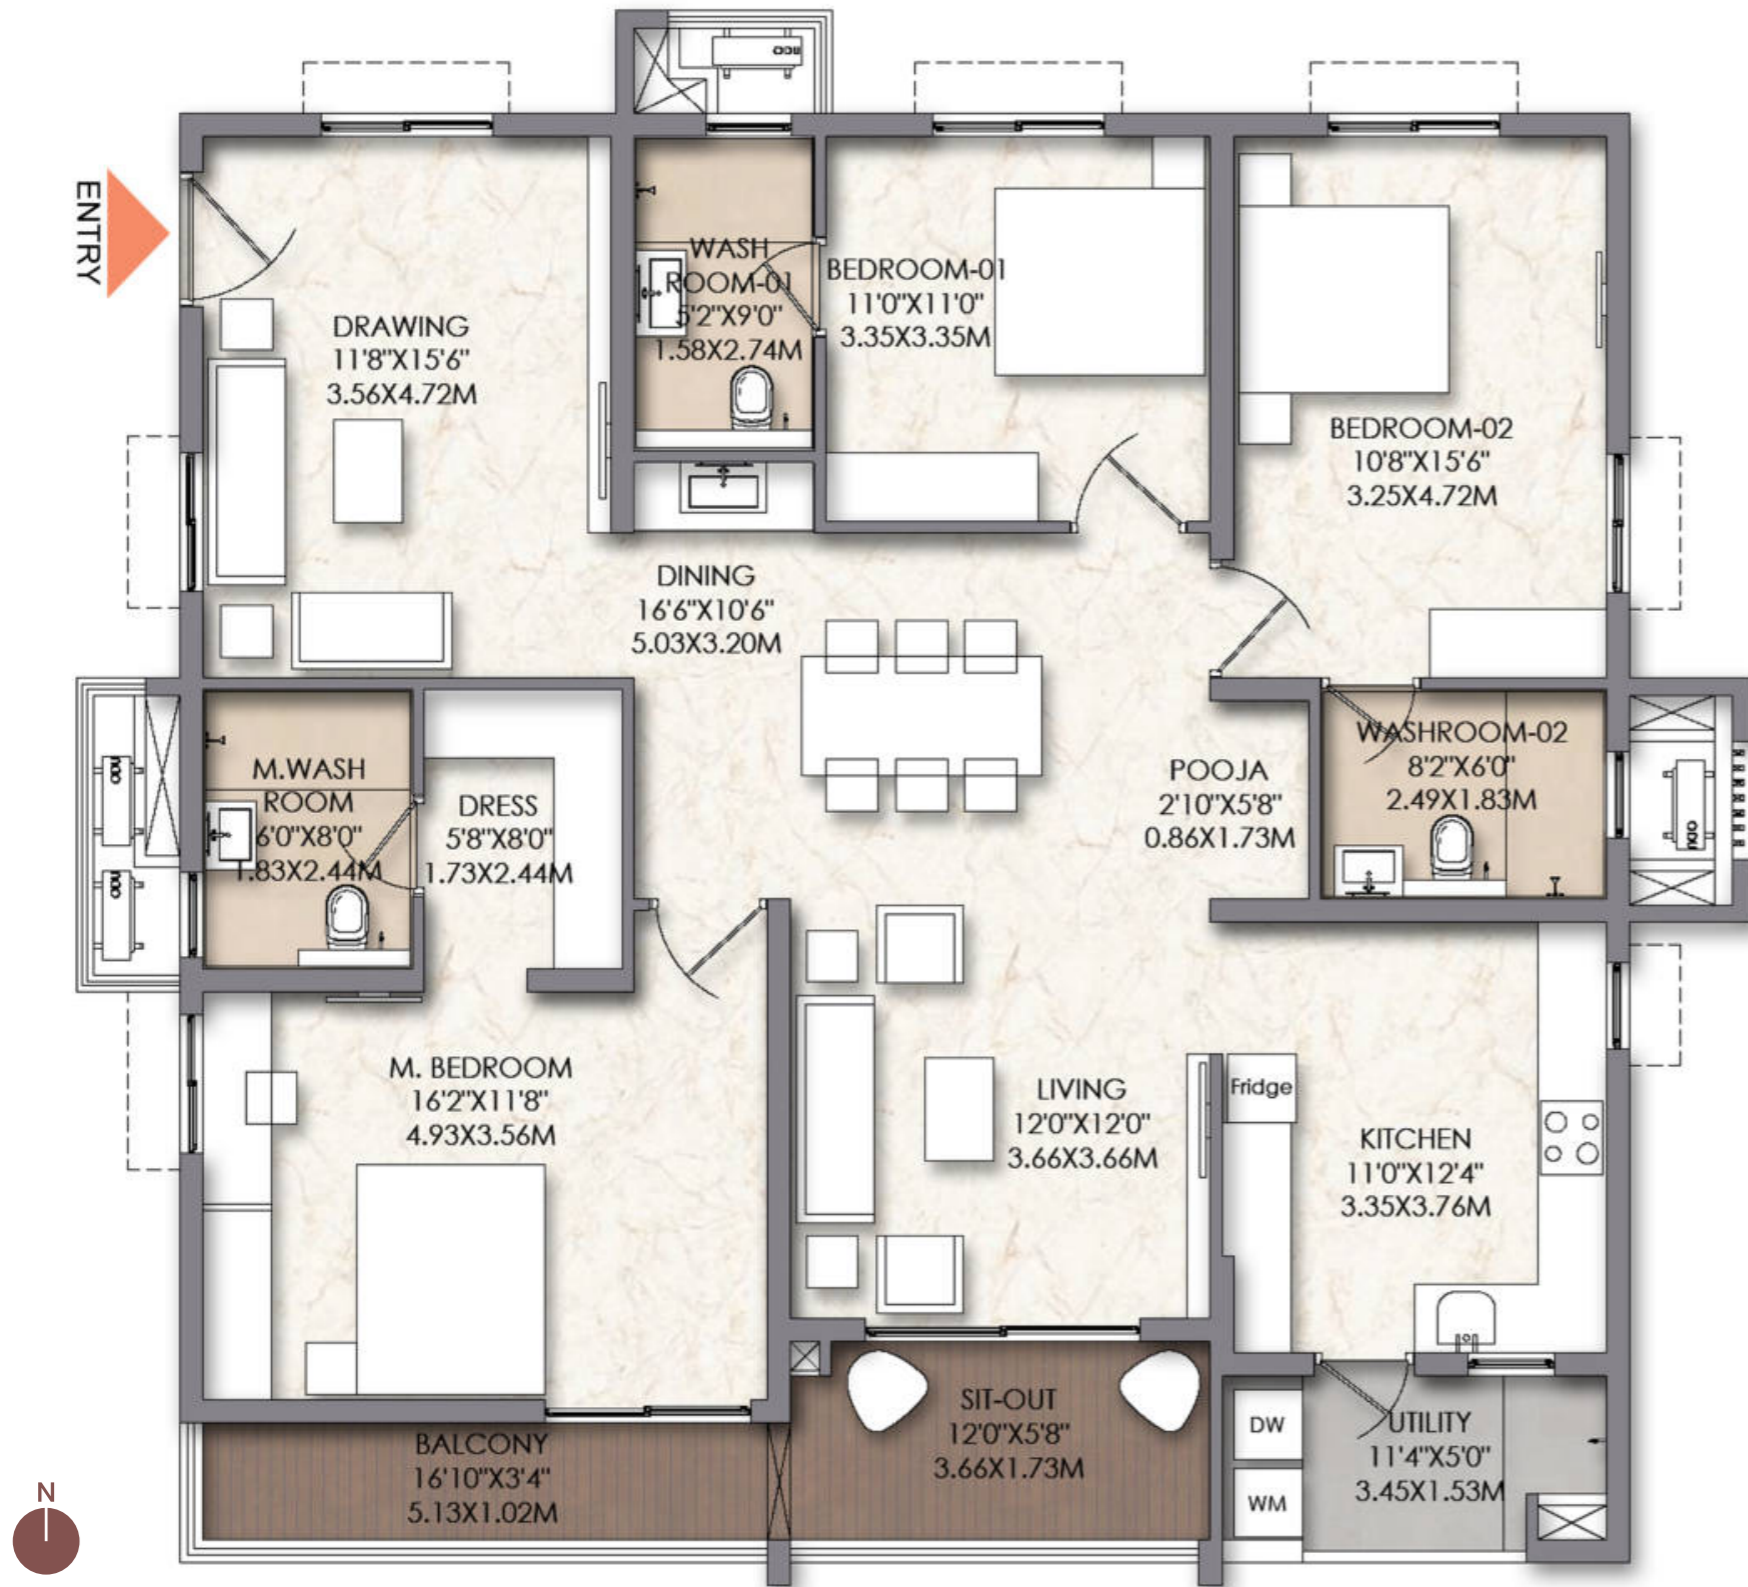 ODU
ENTRY
DRAWING
11'8"X15'6"
3.56X4.72M
WASH
ROOM-01
5'2"X9'0"
1.58X2.74M
BEDROOM-01
11'0"X11'0"
3.35X3.35M
BEDROOM-02
10'8"X15'6"
3.25X4.72M
DINING
16'6"X10'6"
5.03X3.20M
M.WASH
ROOM
6'0"X8'0"
1.83X2.44M
DRESS
5'8"X8'0"
1.73X2.44M
POOJA
2'10"X5'8"
0.86X1.73M
WASHROOM-02
8'2"X6'0"
2.49X1.83M
ODU
ODU
ODU
M. BEDROOM
16'2"X11'8"
4.93X3.56M
LIVING
12'0"X12'0"
3.66X3.66M
Fridge
KITCHEN
11'0"X12'4"
3.35X3.76M
BALCONY
16'10"X3'4"
5.13X1.02M
SIT-OUT
12'0"X5'8"
3.66X1.73M
DW
WM
UTILITY
11'4"X5'0"
3.45X1.53M
N